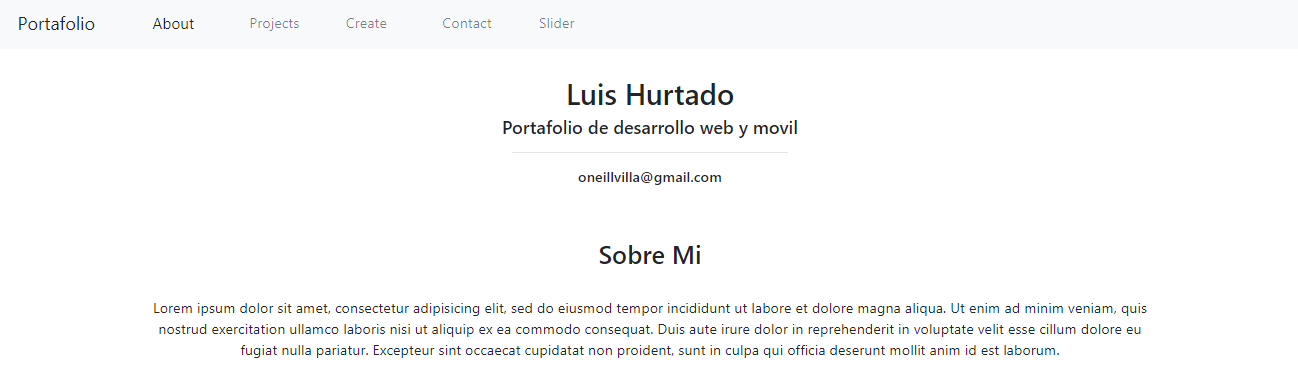 Portafolio About Projects Create Contact Slider
Luis Hurtado
Portafolio de desarrollo web y movil
oneillvilla@gmail.com
Sobre Mi
Lorem ipsum dolor sit amet, consectetur adipisicing elit, sed do eiusmod tempor incididunt ut labore et dolore magna aliqua. Ut enim ad minim veniam, quis
nostrud exercitation ullamco laboris nisi ut aliquip ex ea commodo consequat. Duis aute irure dolor in reprehenderit in voluptate velit esse cillum dolore eu
fugiat nulla pariatur. Excepteur sint occaecat cupidatat non proident, sunt in culpa qui officia deserunt mollit anim id est laborum.